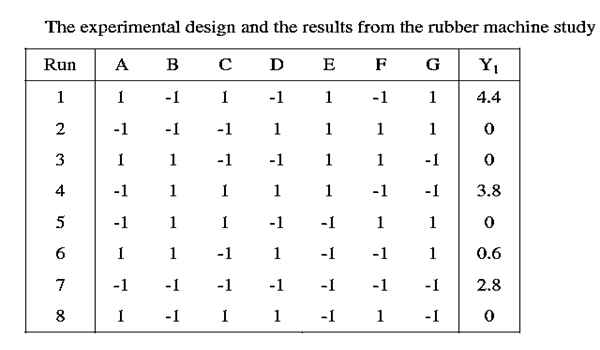 The experimental design and the results from the rubber machine study
Run A B C D E F G Y1
1 1 -1 1 -1 1 -1 1 4.4
2 -1 -1 -1 1 1 1 1 0
3 1 1 -1 -1 1 1 -1 0
4 -1 1 1 1 1 -1 -1 3.8
5 -1 1 1 -1 -1 1 1 0
6 1 1 -1 1 -1 -1 1 0.6
7 -1 -1 -1 -1 -1 -1 -1 2.8
8 1 -1 1 1 -1 1 -1 0